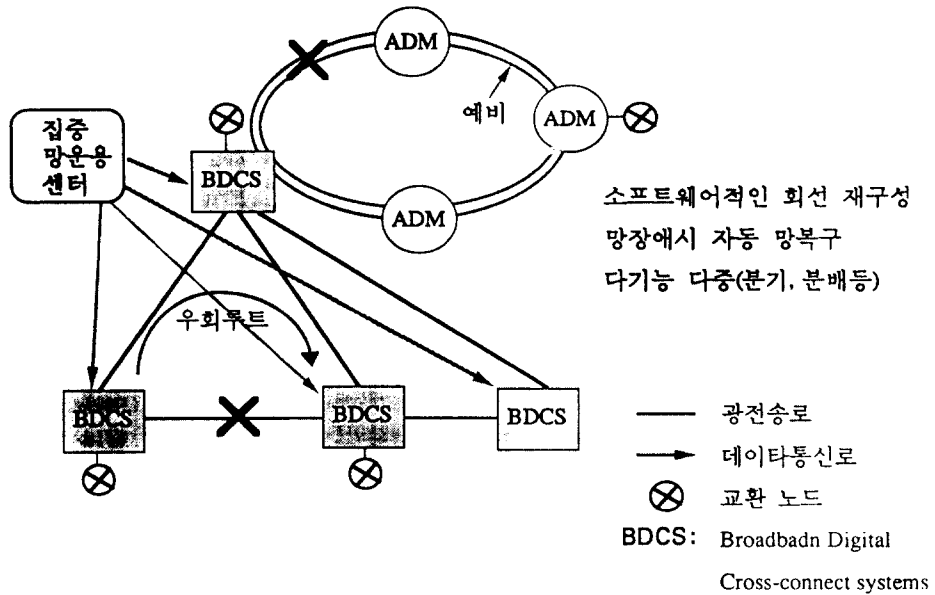 ADM
예비
ADM
ADM
집중
망운용
센터
BDCS
소프트웨어적인 회선 재구성
망장애시 자동 망복구
다기능 다중(분기, 분배등)
우회루트
BDCS
BDCS
BDCS
광전송로
데이타통신로
교환 노드
BDCS: Broadbadn Digital
Cross-connect systems